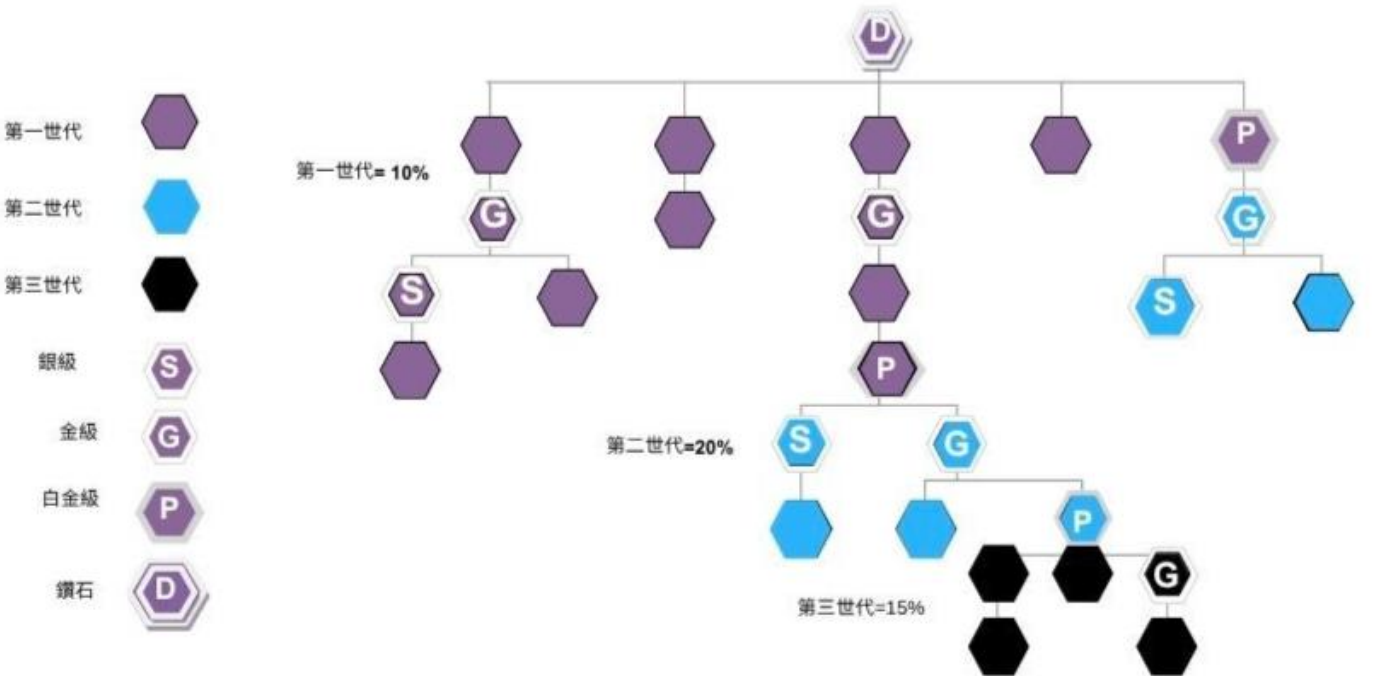 D
第一世代
P
第一世代= 10%
第二世代
G
G
G
第三世代
S
S
銀級
S
P
金級
G
第二世代=20%
S
G
白金級
P
P
鑽石
D
G
第三世代=15%